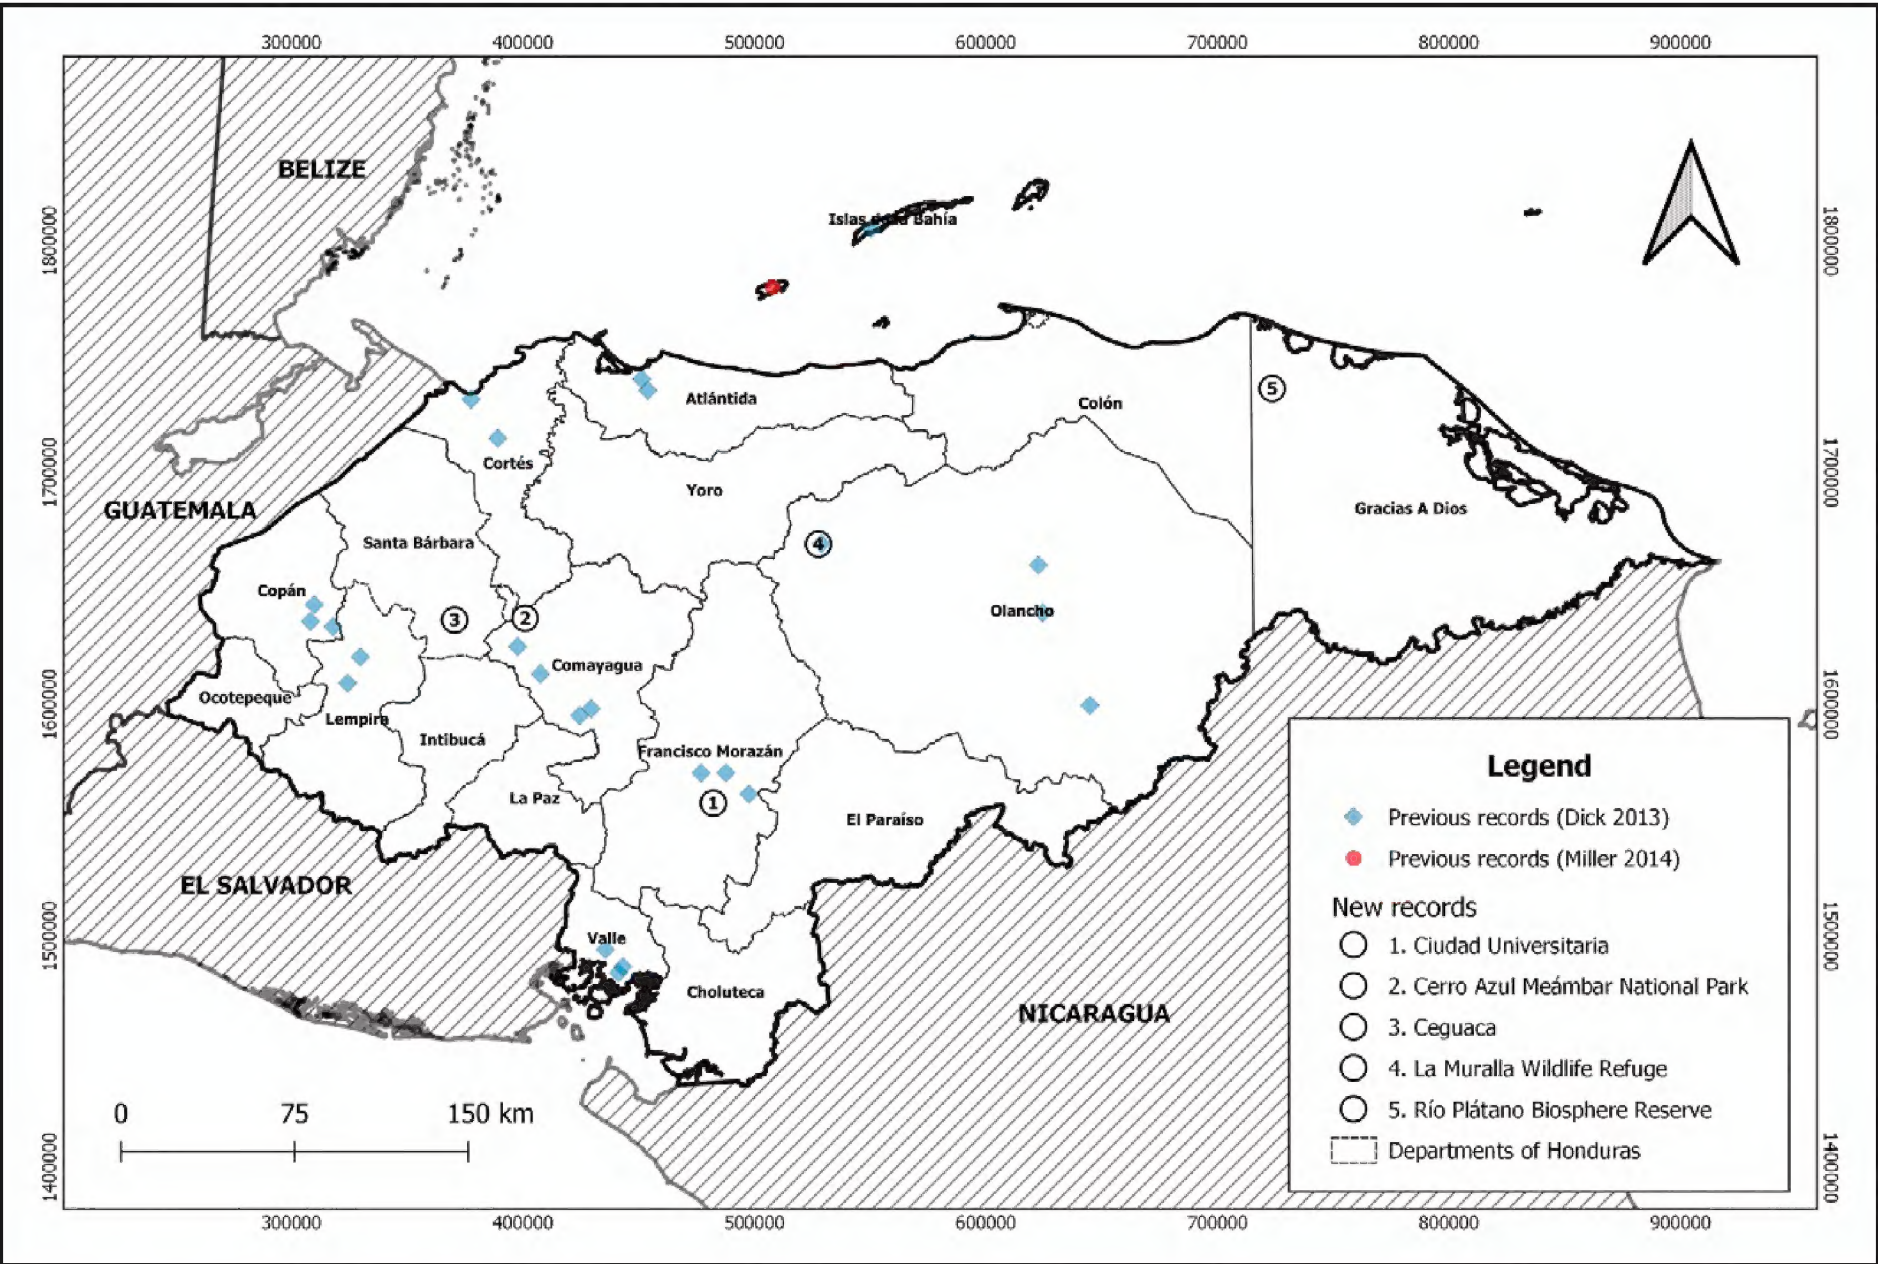 300000 400000 500000 600000 700000 800000 900000
1800000
1700000
1600000
1500000
1400000
1800000
1700000
1600000
1500000
1400000
BELIZE
Islas de la Bahía
Atlántida
Colón
5
Cortés
Yoro
GUATEMALA
Gracias A Dios
Santa Bárbara
4
Copán
3
2
Olancho
Comayagua
Ocotepeque
Lempira
Intibucá
Francisco Morazán
La Paz
1
El Paraíso
EL SALVADOR
Valle
Choluteca
NICARAGUA
0 75 150 km
Legend
Previous records (Dick 2013)
Previous records (Miller 2014)
New records
1. Ciudad Universitaria
2. Cerro Azul Meámbar National Park
3. Ceguaca
4. La Muralla Wildlife Refuge
5. Río Plátano Biosphere Reserve
Departments of Honduras
300000 400000 500000 600000 700000 800000 900000